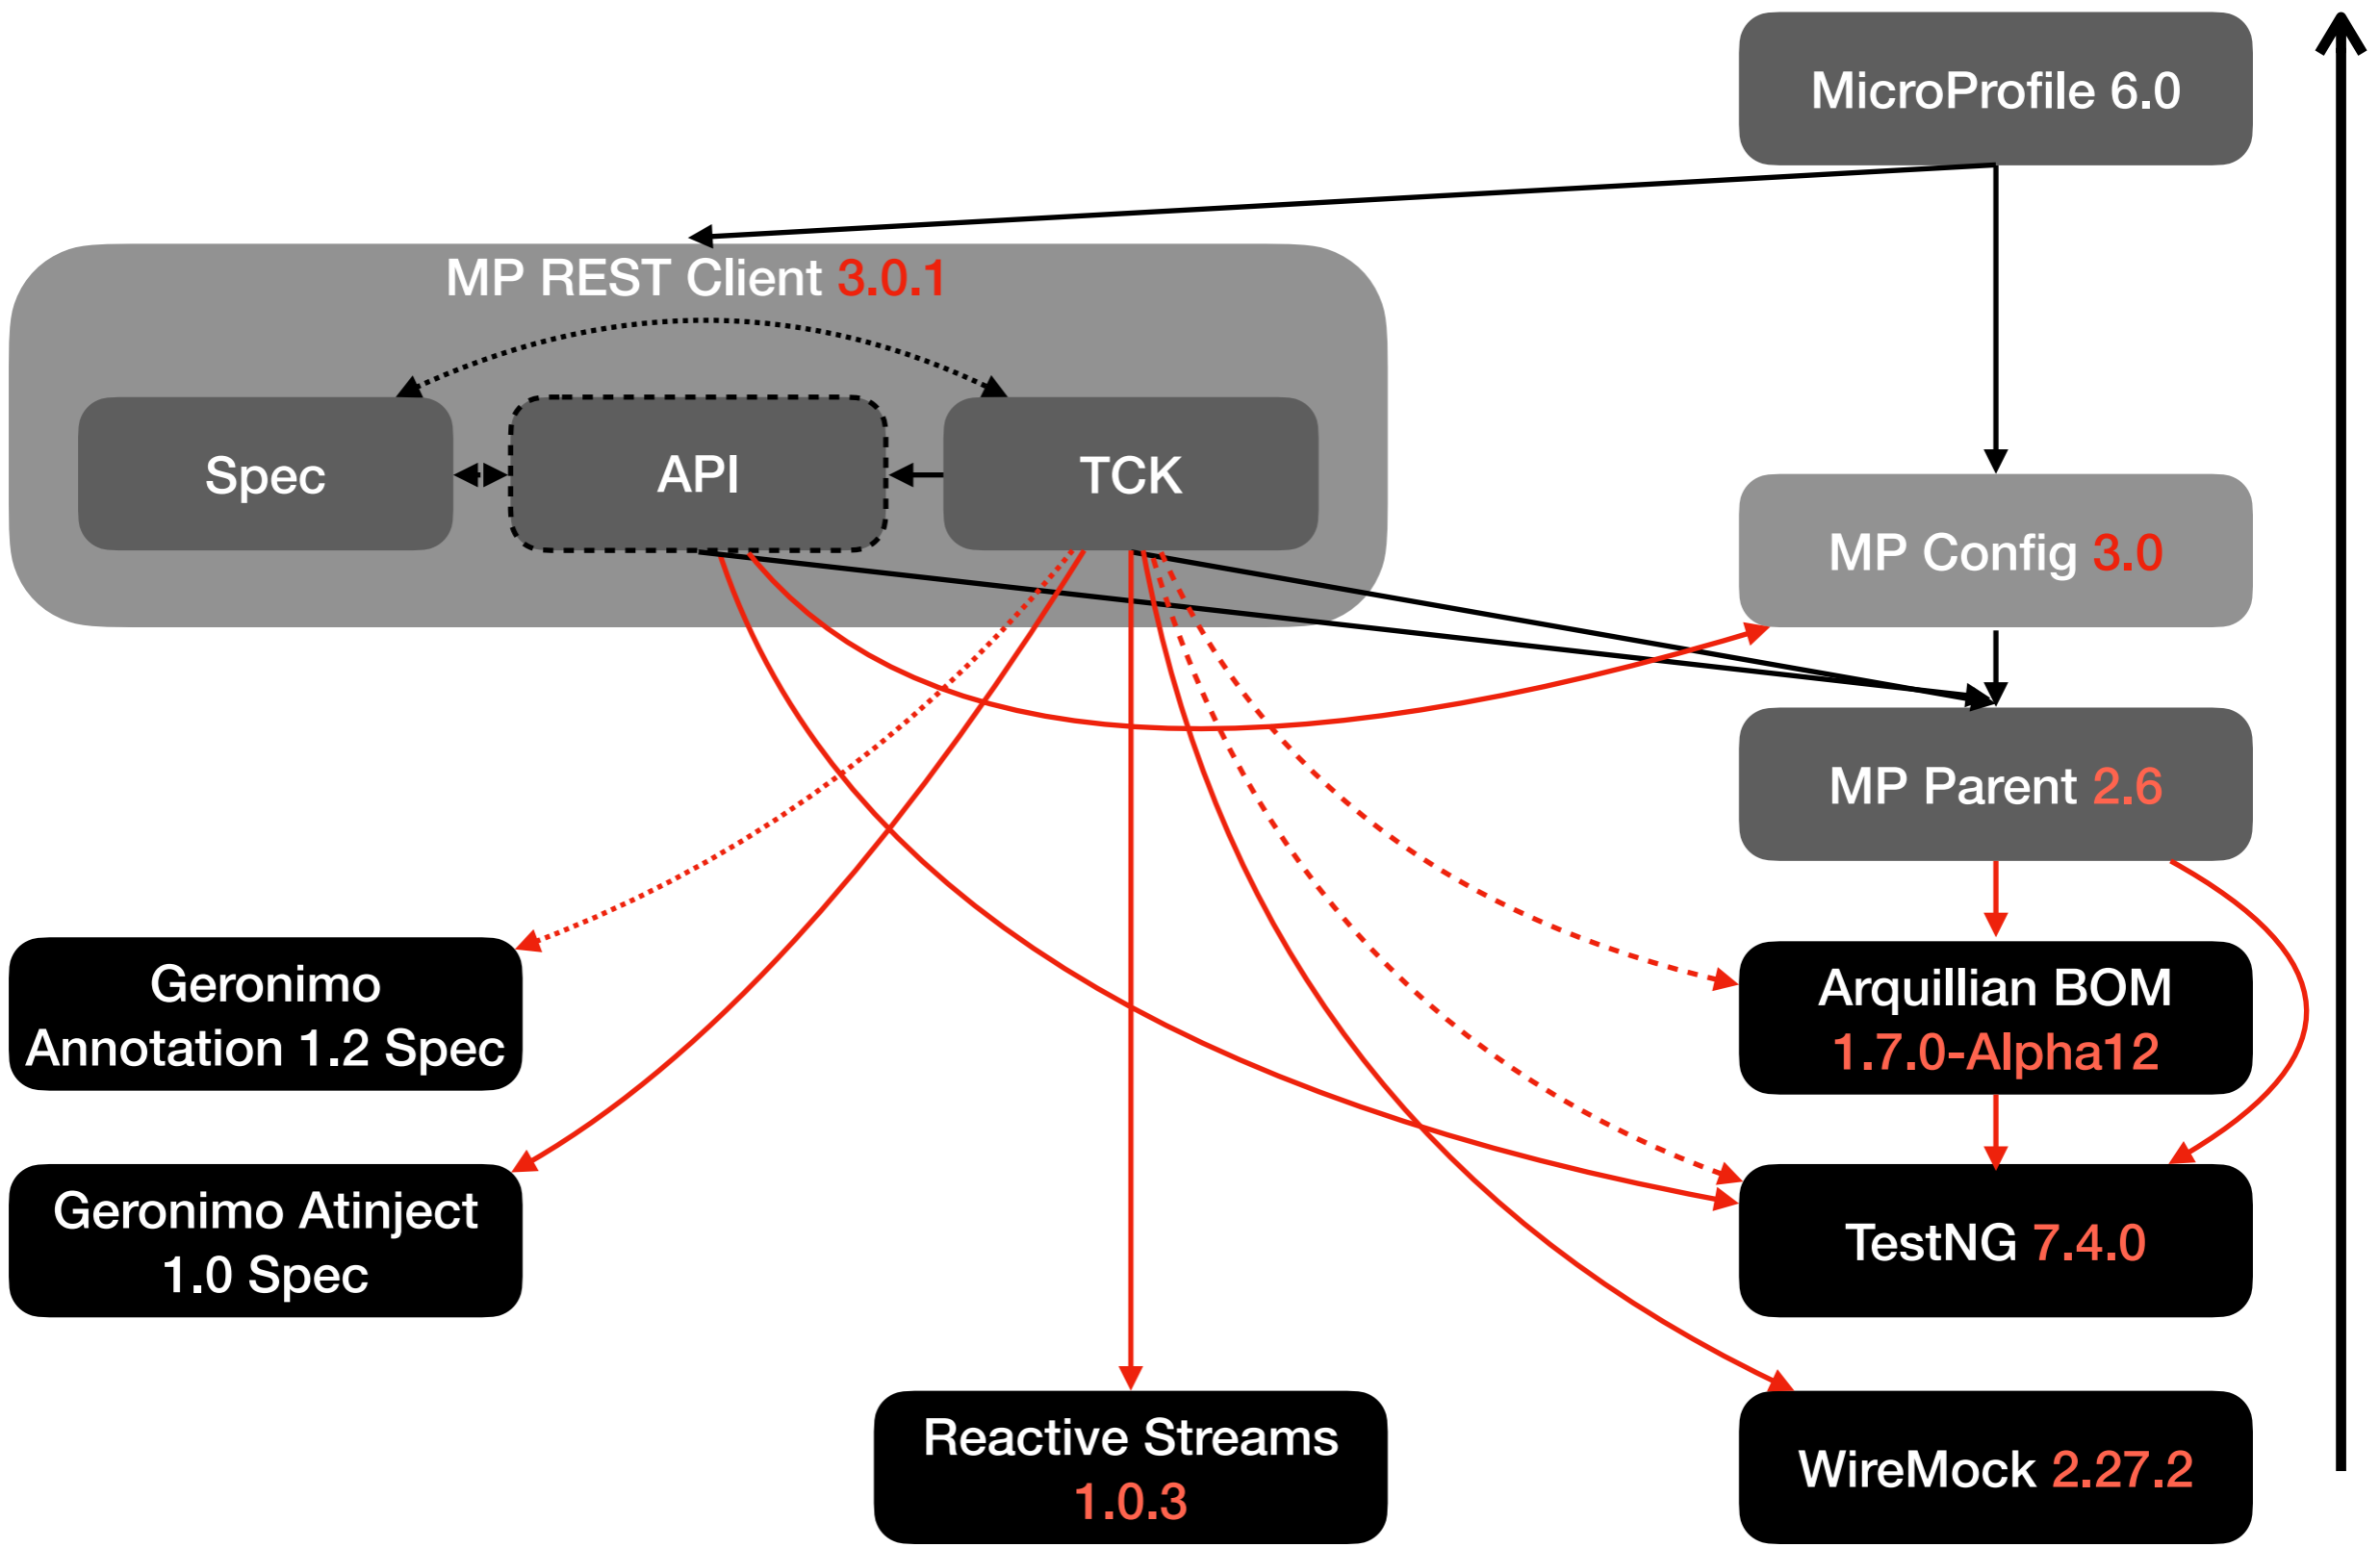 MicroProfile 6.0
MP REST Client 3.0.1
Spec
API
TCK
MP Config 3.0
MP Parent 2.6
Geronimo
Annotation 1.2 Spec
Arquillian BOM
1.7.0-Alpha12
Geronimo Atinject
1.0 Spec
TestNG 7.4.0
Reactive Streams
1.0.3
WireMock 2.27.2